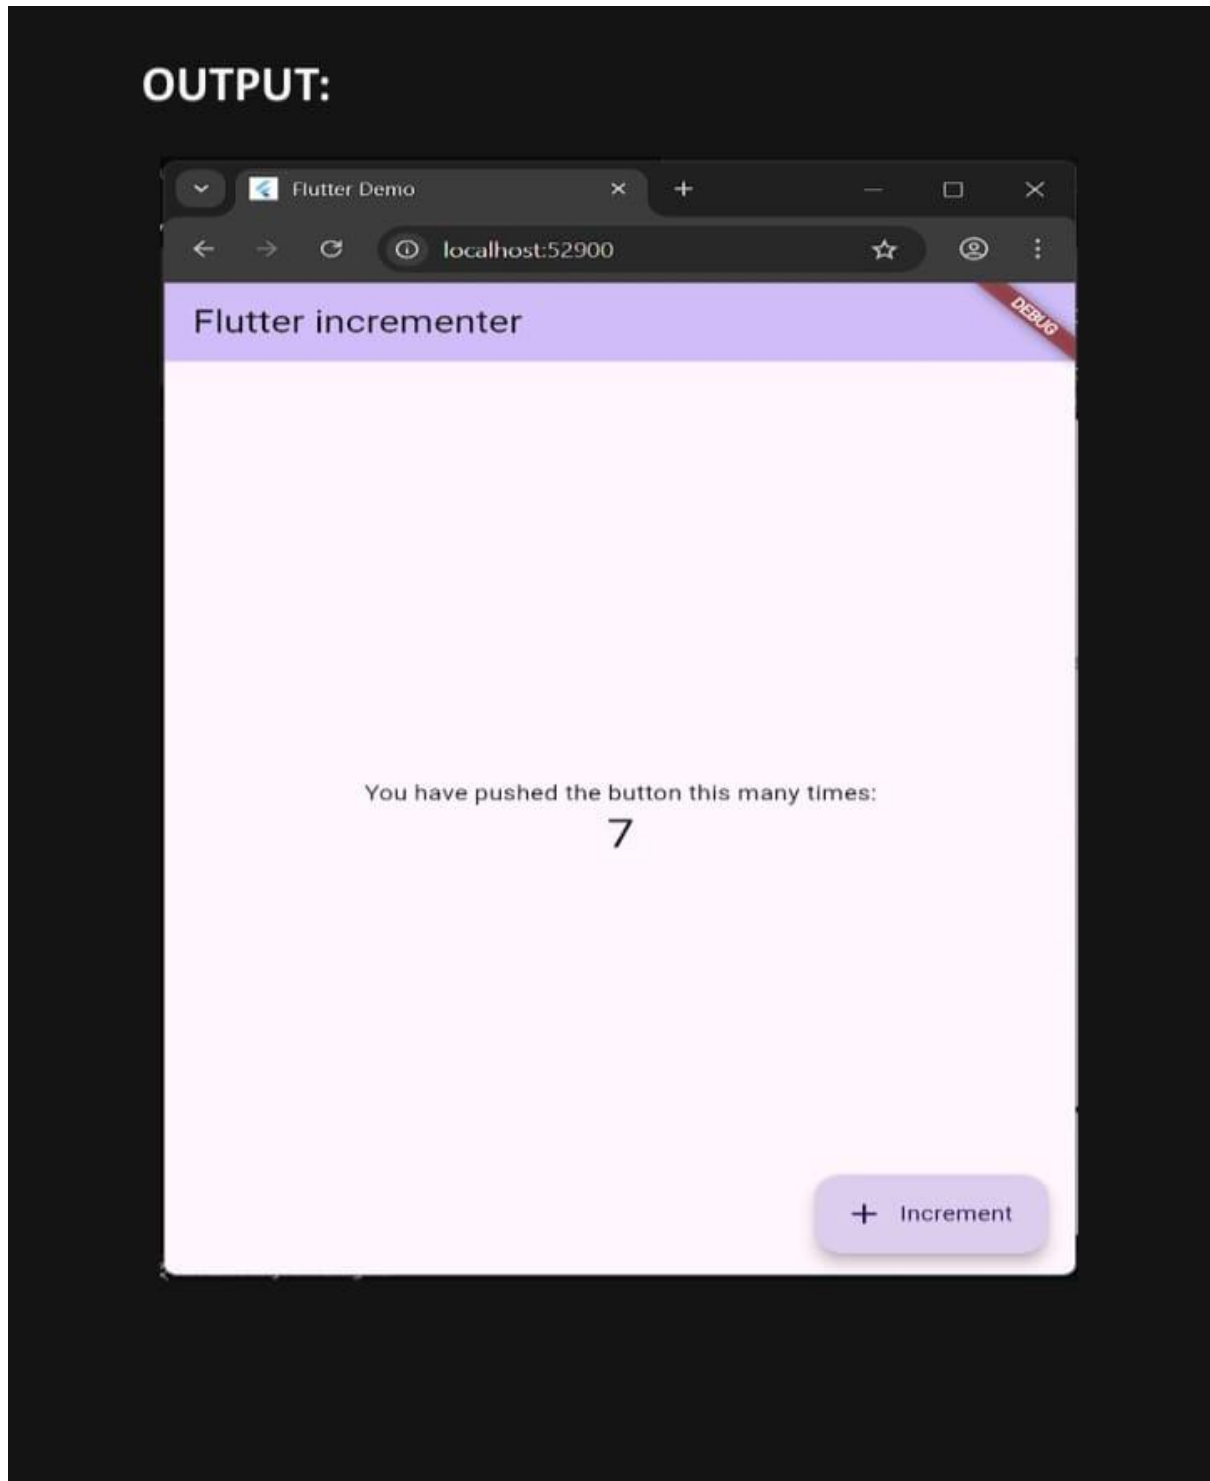 OUTPUT:
Flutter Demo
localhost:52900
Flutter incrementer
DEBUG
You have pushed the button this many times:
7
Increment